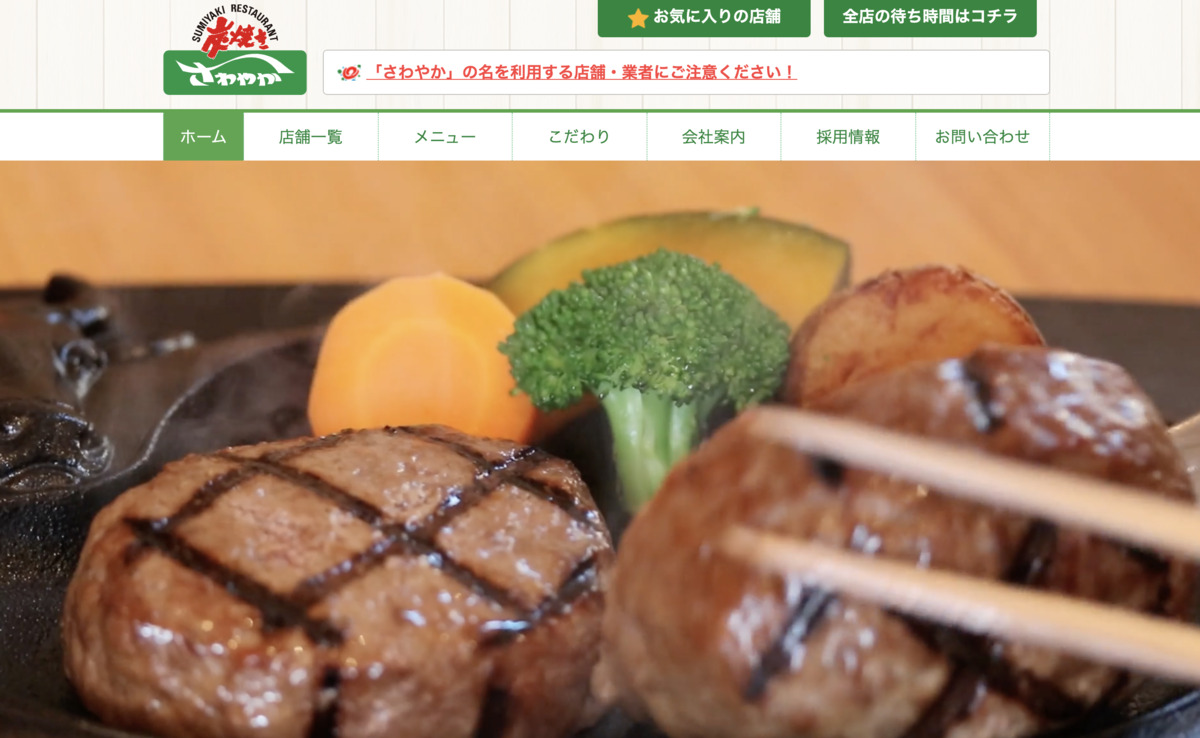 SUMIYAKI RESTAURANT
炭焼き
さわやか
お気に入りの店舗
全店の待ち時間はコチラ
「さわやか」の名を利用する店舗・業者にご注意ください！
ホーム
店舗一覧
メニュー
こだわり
会社案内
採用情報
お問い合わせ